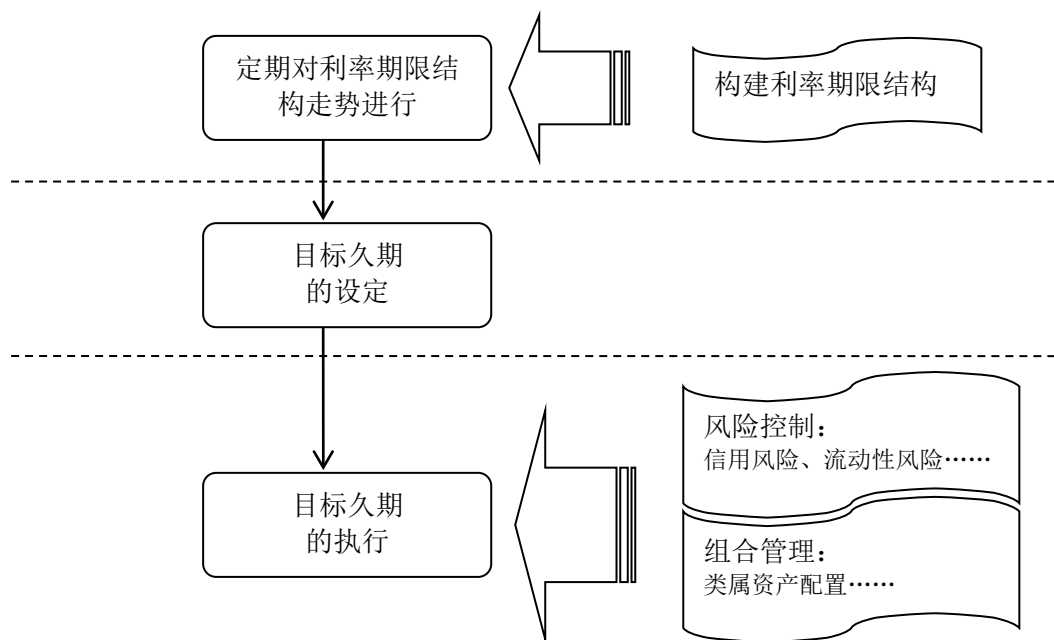 定期对利率期限结
构走势进行
构建利率期限结构
目标久期
的设定
风险控制：
信用风险、流动性风险……
目标久期
的执行
组合管理：
类属资产配置……